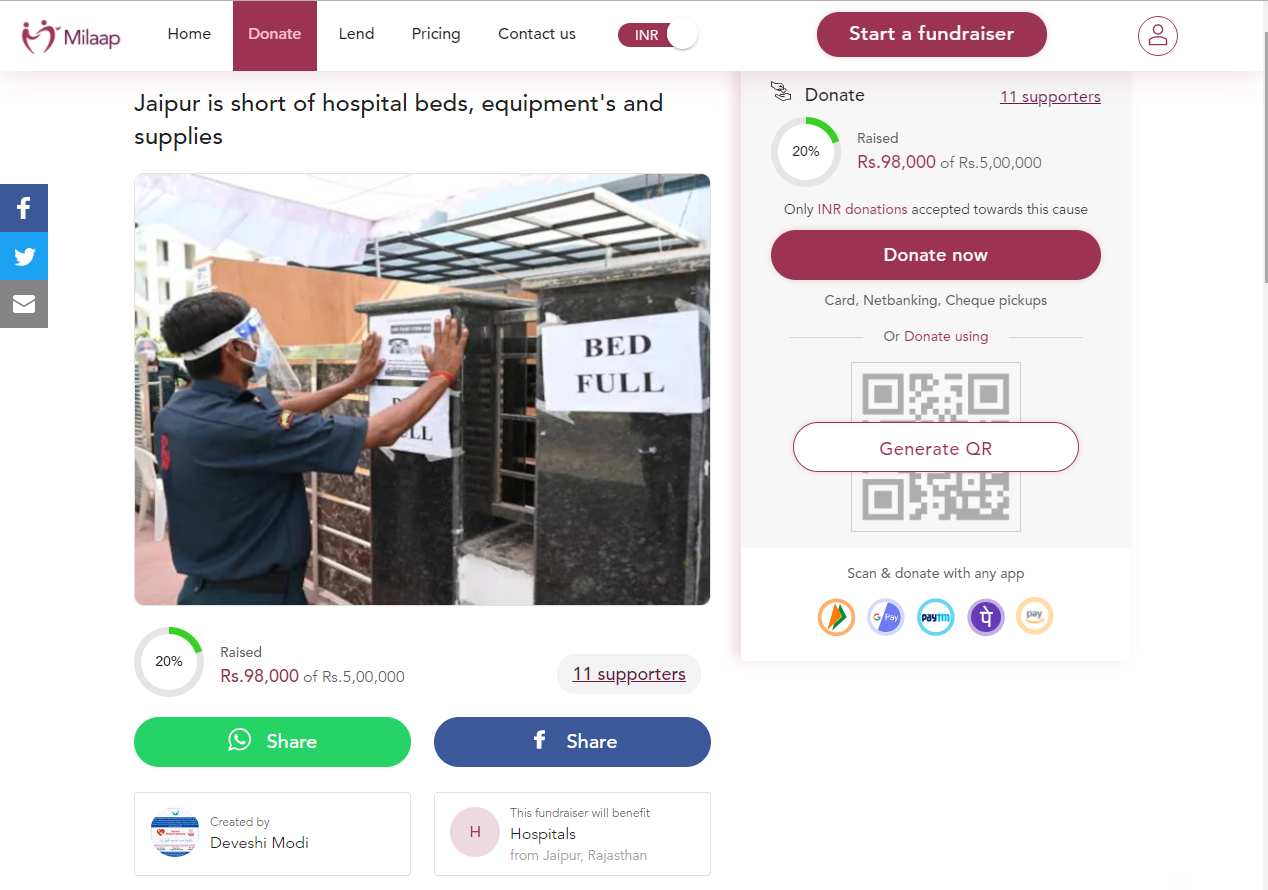 Milaap
Home
Donate
Lend
Pricing
Contact us
INR
Start a fundraiser
Jaipur is short of hospital beds, equipment's and
supplies
BED
FULL
20%
Raised
Rs.98,000 of Rs.5,00,000
11 supporters
Share
Share
Created by
Deveshi Modi
H
This fundraiser will benefit
Hospitals
from Jaipur, Rajasthan
Donate
11 supporters
20%
Raised
Rs.98,000 of Rs.5,00,000
Only INR donations accepted towards this cause
Donate now
Card, Netbanking, Cheque pickups
Or Donate using
Generate QR
Scan & donate with any app
G Pay
paytm
पे
pay